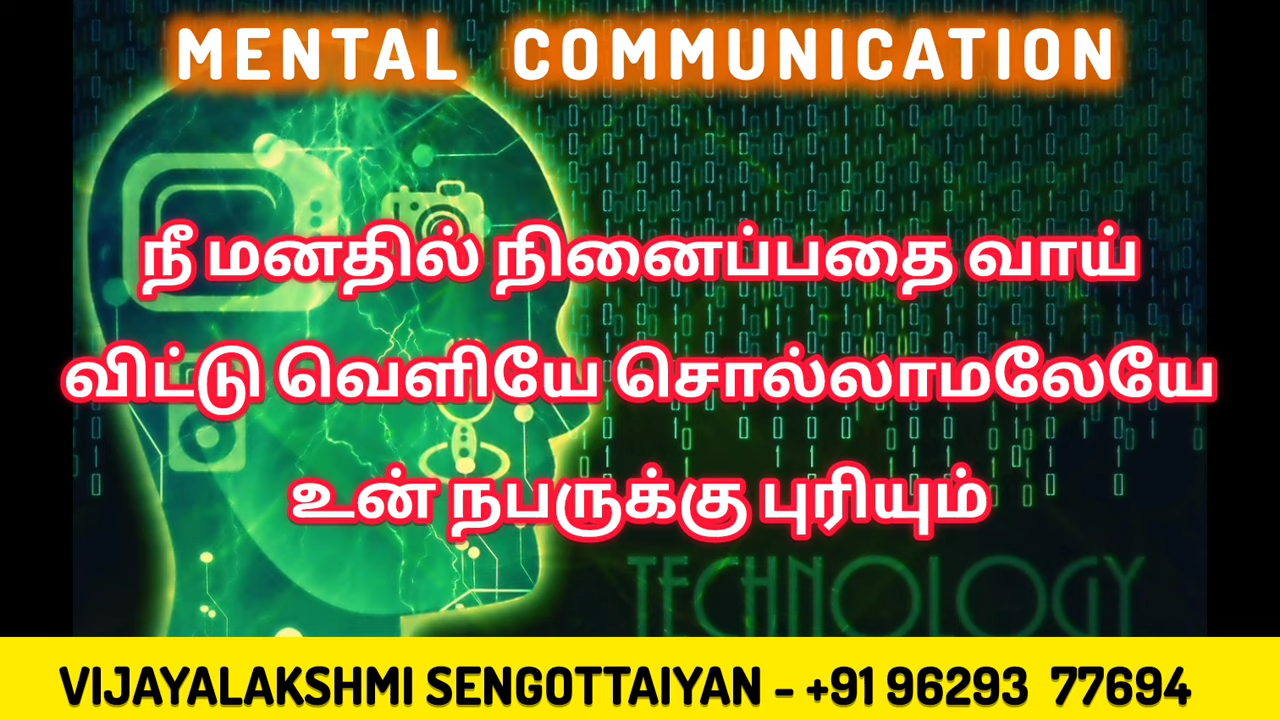 MENTAL COMMUNICATION
நீ மனதில் நினைப்பதை வாய்
விட்டு வெளியே சொல்லாமலேயே
உன் நபருக்கு புரியும்
TECHNOLOGY
VIJAYALAKSHMI SENGOTTAIYAN - +91 96293 77694